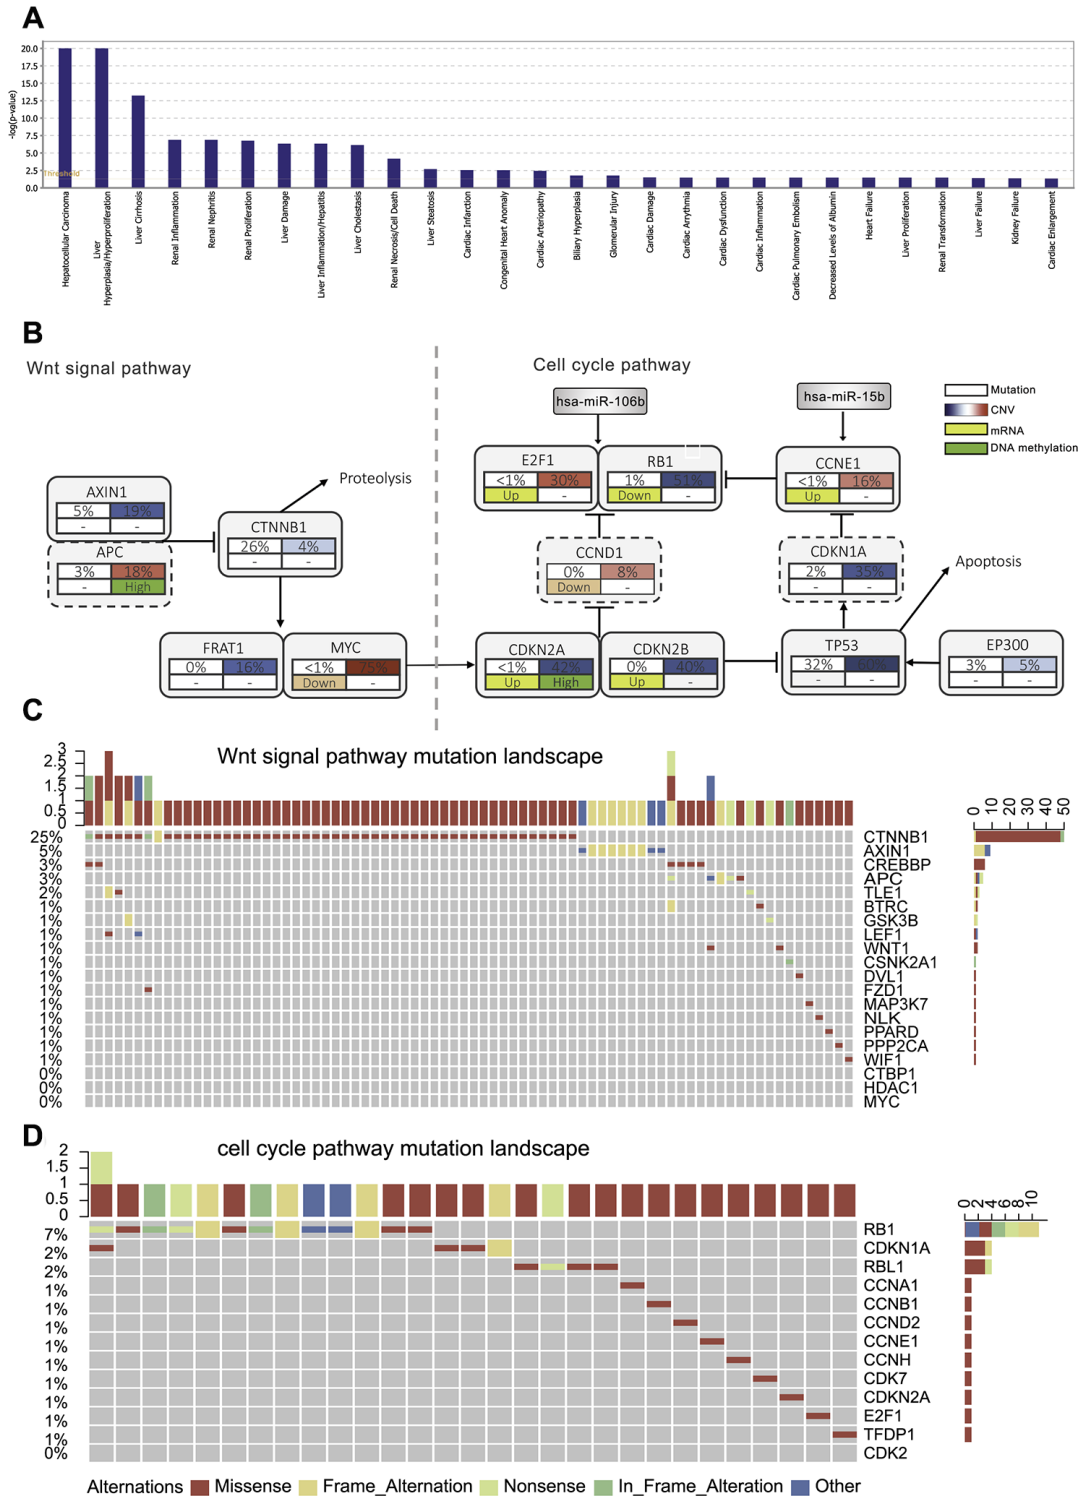 A
20.0
17.5
15.0
12.5
10.0
7.5
5.0
2.5
0.0
-log(p-value)
Threshold
Hepatocellular Carcinoma
Liver
Hyperplasia/Hyperproliferation
Liver Cirrhosis
Renal Inflammation
Renal Nephritis
Renal Proliferation
Liver Damage
Liver Inflammation/Hepatitis
Liver Cholestasis
Renal Necrosis/Cell Death
Liver Steatosis
Cardiac Infarction
Congenital Heart Anomaly
Cardiac Arteriopathy
Biliary Hyperplasia
Glomerular Injury
Cardiac Damage
Cardiac Arrythmia
Cardiac Dysfunction
Cardiac Inflammation
Cardiac Pulmonary Embolism
Decreased Levels of Albumin
Heart Failure
Liver Proliferation
Renal Transformation
Liver Failure
Kidney Failure
Cardiac Enlargement
B
Wnt signal pathway
Cell cycle pathway
hsa-miR-106b
hsa-miR-15b
Mutation
CNV
mRNA
DNA methylation
AXIN1
5% 19%
- -
APC
3% 18%
- High
Proteolysis
CTNNB1
26% 4%
- -
FRAT1
0% 16%
- -
MYC
<1% 75%
Down -
E2F1
<1% 30%
Up -
RB1
1% 51%
Down -
CCNE1
<1% 16%
Up -
CCND1
0% 8%
Down -
CDKN1A
2% 35%
- -
Apoptosis
CDKN2A
<1% 42%
Up High
CDKN2B
0% 40%
Up -
TP53
32% 60%
- -
EP300
3% 5%
- -
C
Wnt signal pathway mutation landscape
3
2.5
2
1.5
1
0.5
0
0 10 20 30 40 50
25% CTNNB1
5% AXIN1
3% CREBBP
3% APC
2% TLE1
1% BTRC
1% GSK3B
1% LEF1
1% WNT1
1% CSNK2A1
1% DVL1
1% FZD1
1% MAP3K7
1% NLK
1% PPARD
1% PPP2CA
1% WIF1
0% CTBP1
0% HDAC1
0% MYC
D
cell cycle pathway mutation landscape
2
1.5
1
0.5
0
0 2 4 6 8 10
7% RB1
2% CDKN1A
2% RBL1
1% CCNA1
1% CCNB1
1% CCND2
1% CCNE1
1% CCNH
1% CDK7
1% CDKN2A
1% E2F1
1% TFDP1
0% CDK2
Alternations Missense Frame_Alternation Nonsense In_Frame_Alteration Other